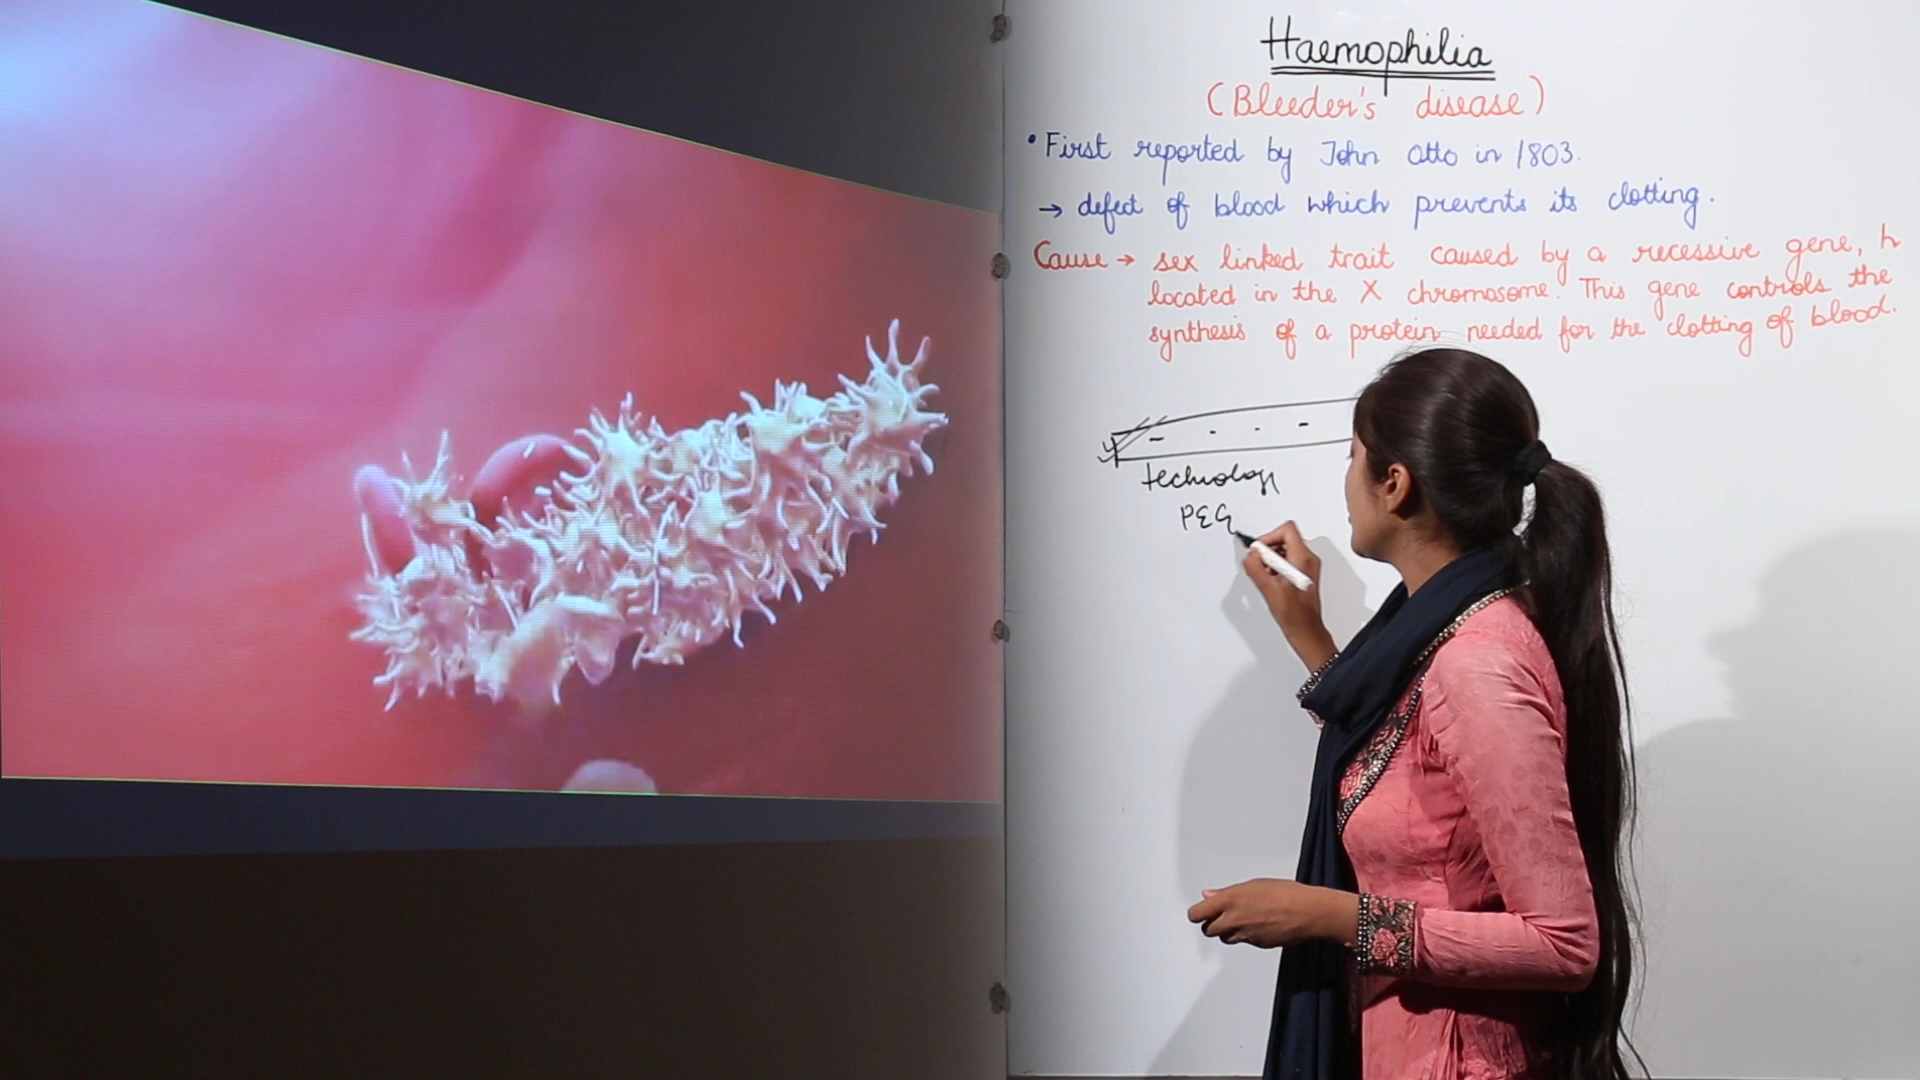 Haemophilia
(Bleeder's disease)
• First reported by John Otto in 1803.
→ defect of blood which prevents its clotting.
Cause → sex linked trait caused by a recessive gene, h
located in the X chromosome. This gene controls the
synthesis of a protein needed for the clotting of blood.
technology
PEG